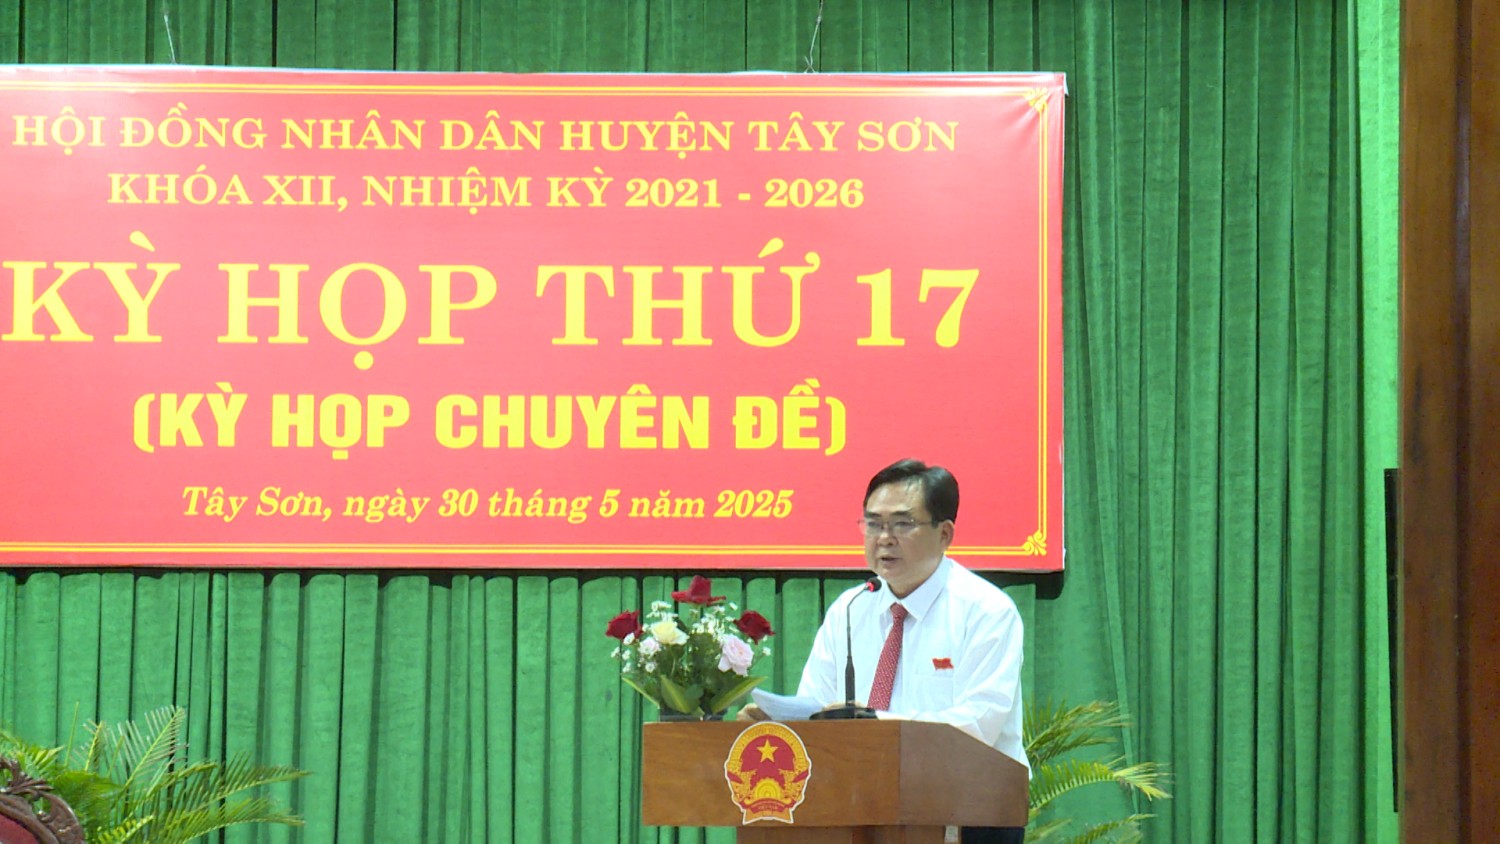 HỘI ĐỒNG NHÂN DÂN HUYỆN TÂY SƠN
KHÓA XII, NHIỆM KỲ 2021 - 2026
KỲ HỌP THỨ 17
(KỲ HỌP CHUYÊN ĐỀ)
Tây Sơn, ngày 30 tháng 5 năm 2025